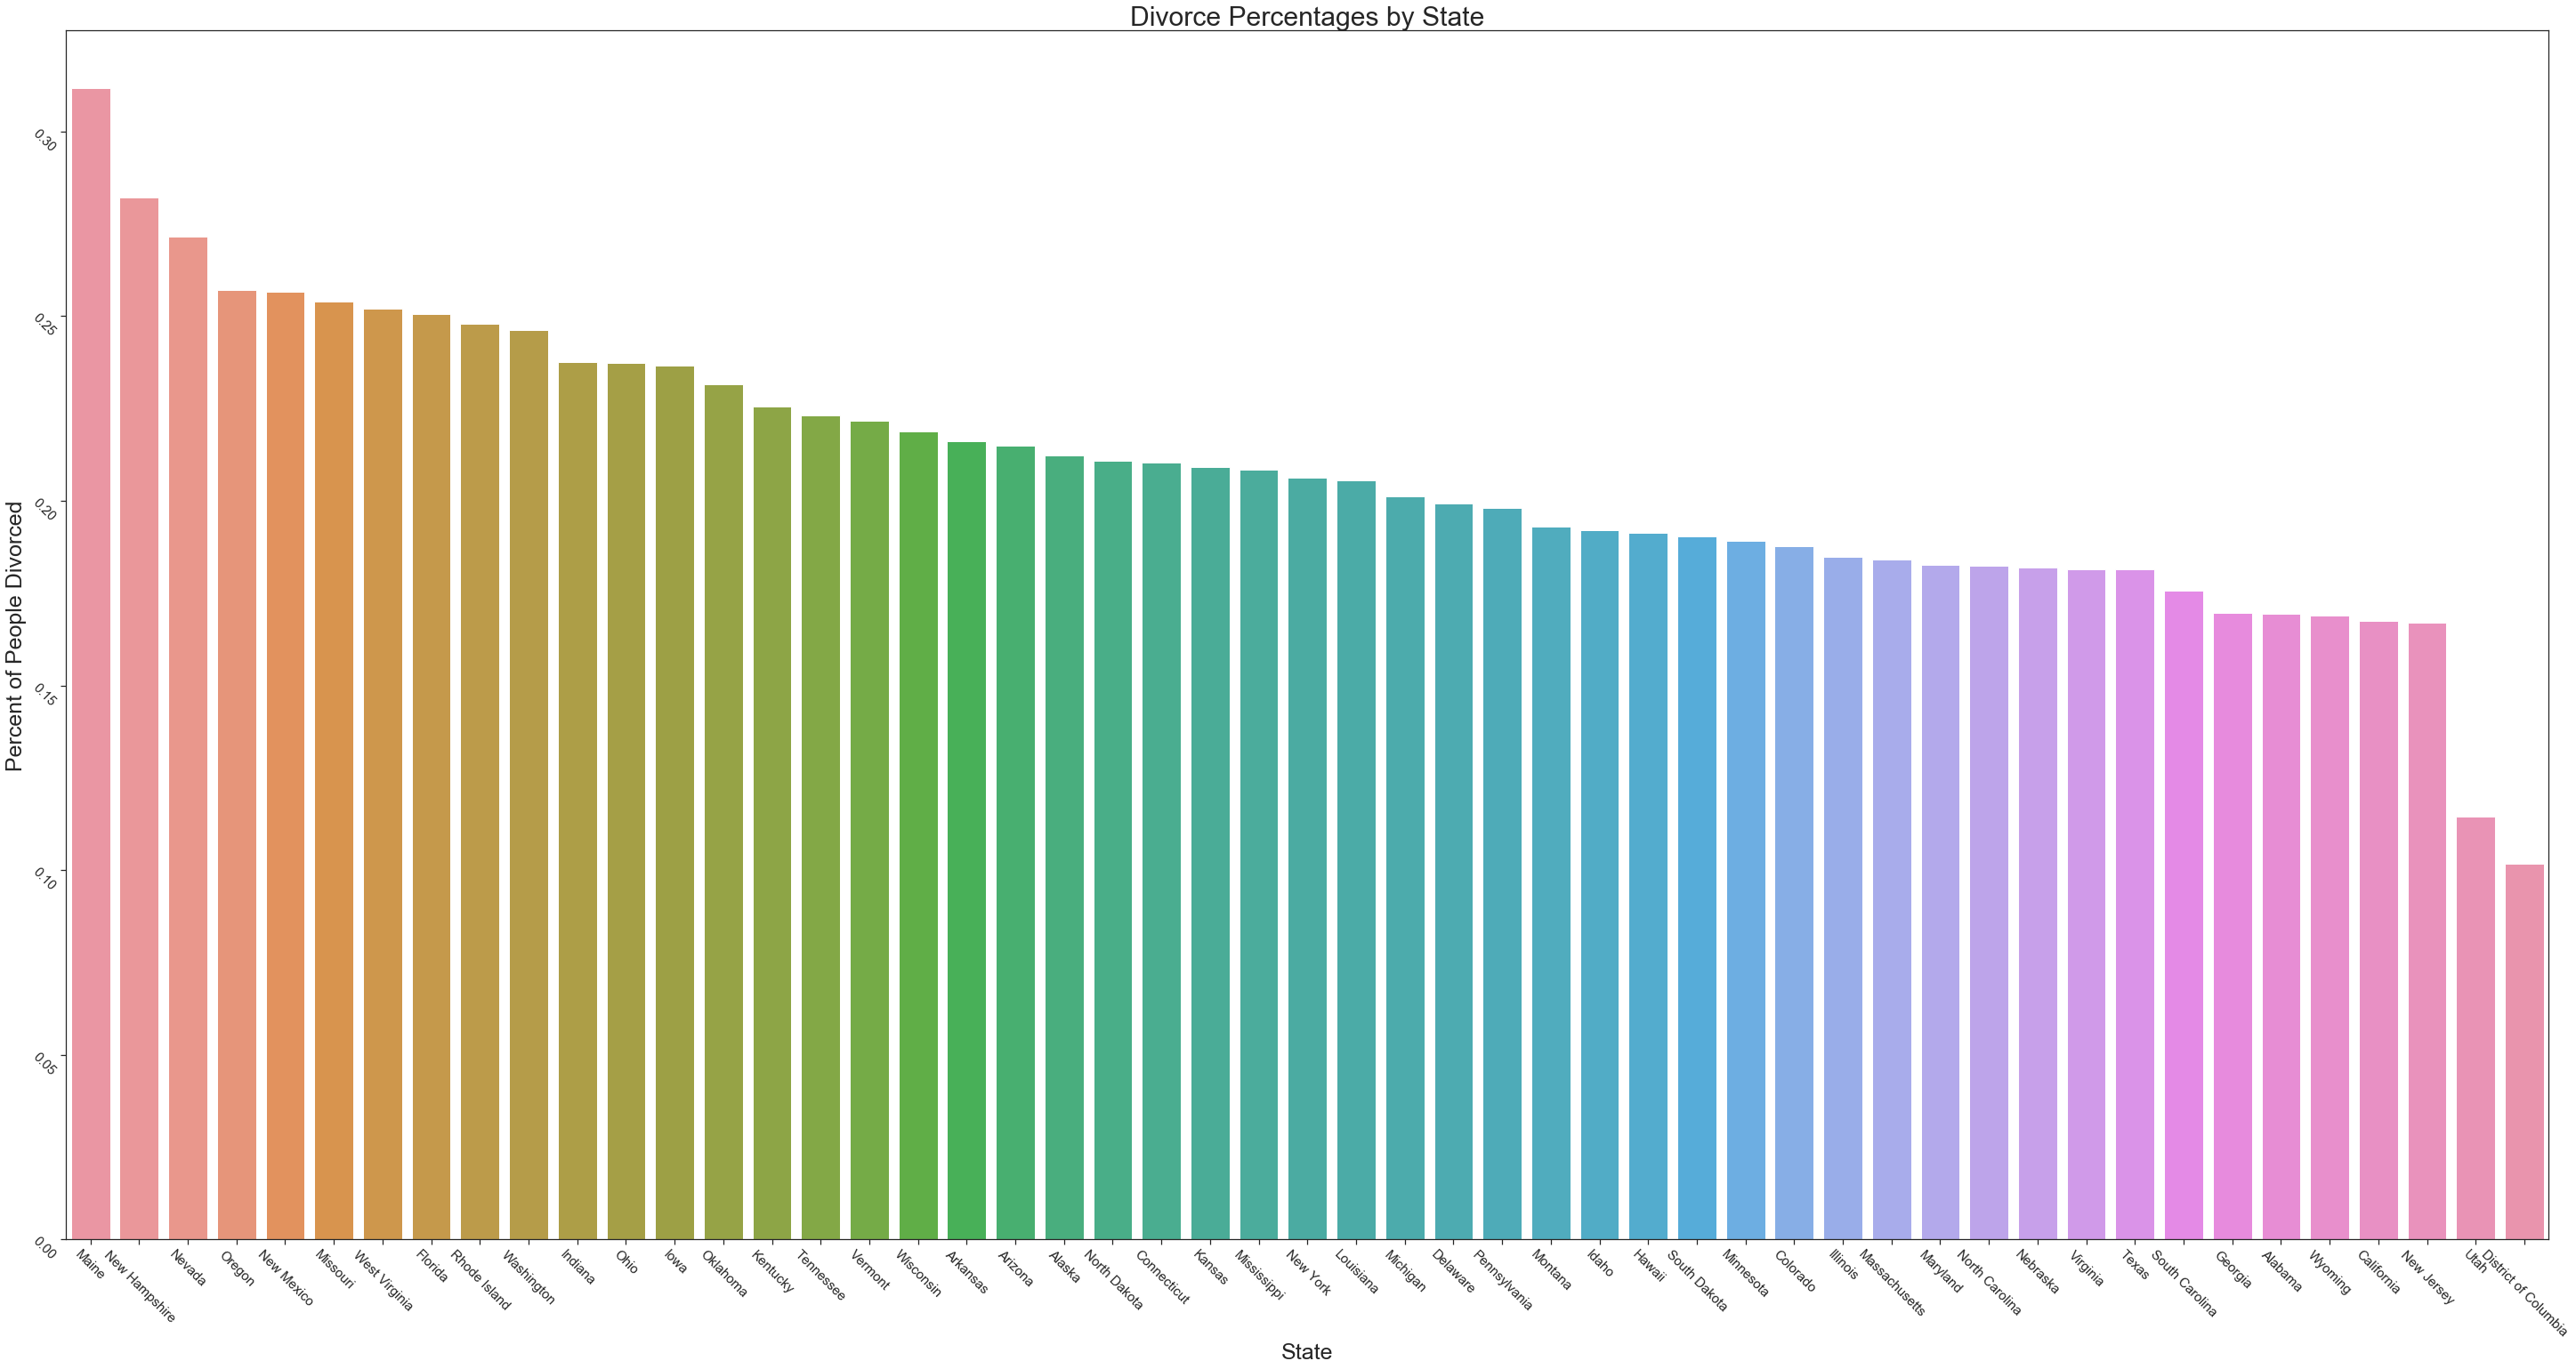 Divorce Percentages by State
Percent of People Divorced
0.30
0.25
0.20
0.15
0.10
0.05
0.00
Maine
New Hampshire
Nevada
Oregon
New Mexico
Missouri
West Virginia
Florida
Rhode Island
Washington
Indiana
Ohio
Iowa
Oklahoma
Kentucky
Tennessee
Vermont
Wisconsin
Arkansas
Arizona
Alaska
North Dakota
Connecticut
Kansas
Mississippi
New York
Louisiana
Michigan
Delaware
Pennsylvania
Montana
Idaho
Hawaii
South Dakota
Minnesota
Colorado
Illinois
Massachusetts
Maryland
North Carolina
Nebraska
Virginia
Texas
South Carolina
Georgia
Alabama
Wyoming
California
New Jersey
Utah
District of Columbia
State